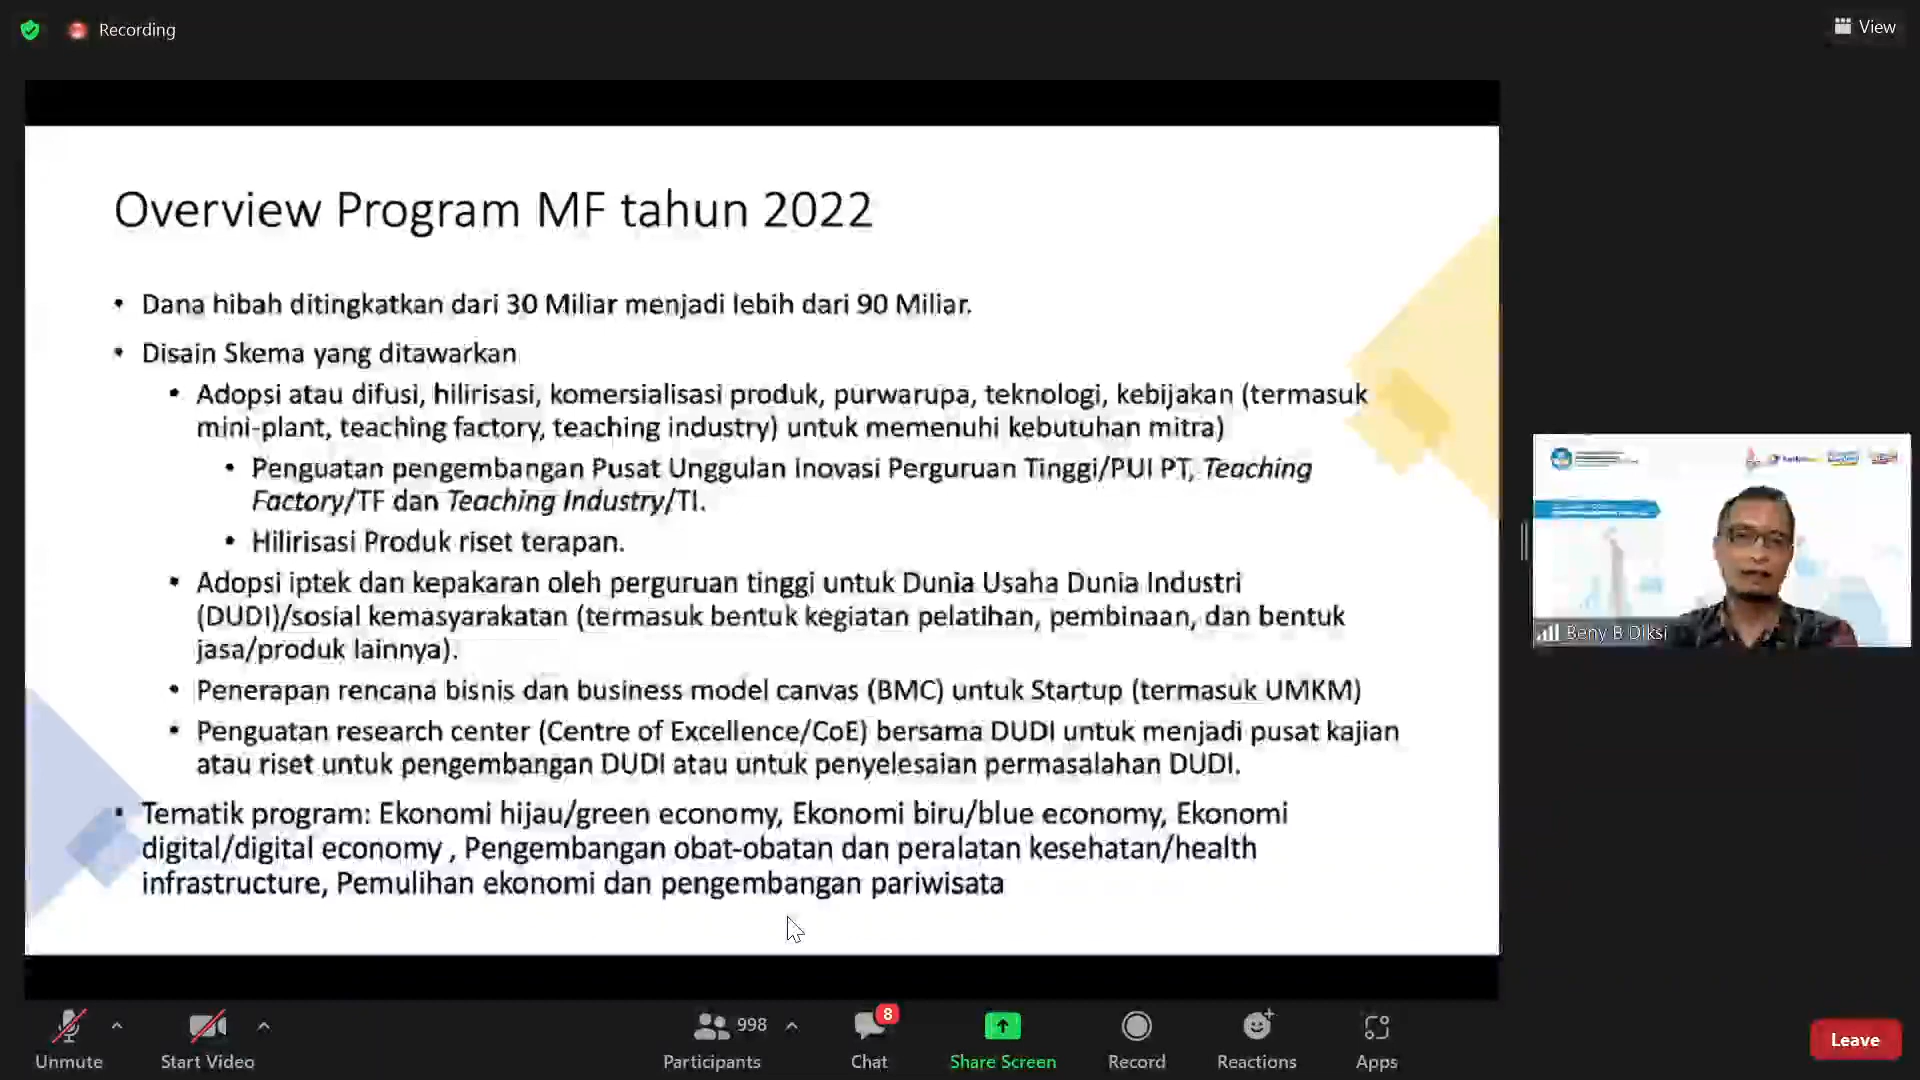 Recording
View
Overview Program MF tahun 2022
• Dana hibah ditingkatkan dari 30 Miliar menjadi lebih dari 90 Miliar.
• Disain Skema yang ditawarkan
• Adopsi atau difusi, hilirisasi, komersialisasi produk, purwarupa, teknologi, kebijakan (termasuk
mini-plant, teaching factory, teaching industry) untuk memenuhi kebutuhan mitra)
• Penguatan pengembangan Pusat Unggulan Inovasi Perguruan Tinggi/PUI PT, Teaching
Factory/TF dan Teaching Industry/TI.
• Hilirisasi Produk riset terapan.
• Adopsi iptek dan kepakaran oleh perguruan tinggi untuk Dunia Usaha Dunia Industri
(DUDI)/sosial kemasyarakatan (termasuk bentuk kegiatan pelatihan, pembinaan, dan bentuk
jasa/produk lainnya).
• Penerapan rencana bisnis dan business model canvas (BMC) untuk Startup (termasuk UMKM)
• Penguatan research center (Centre of Excellence/CoE) bersama DUDI untuk menjadi pusat kajian
atau riset untuk pengembangan DUDI atau untuk penyelesaian permasalahan DUDI.
• Tematik program: Ekonomi hijau/green economy, Ekonomi biru/blue economy, Ekonomi
digital/digital economy , Pengembangan obat-obatan dan peralatan kesehatan/health
infrastructure, Pemulihan ekonomi dan pengembangan pariwisata
Beny B Diksi
Unmute
Start Video
998
Participants
8
Chat
Share Screen
Record
Reactions
Apps
Leave